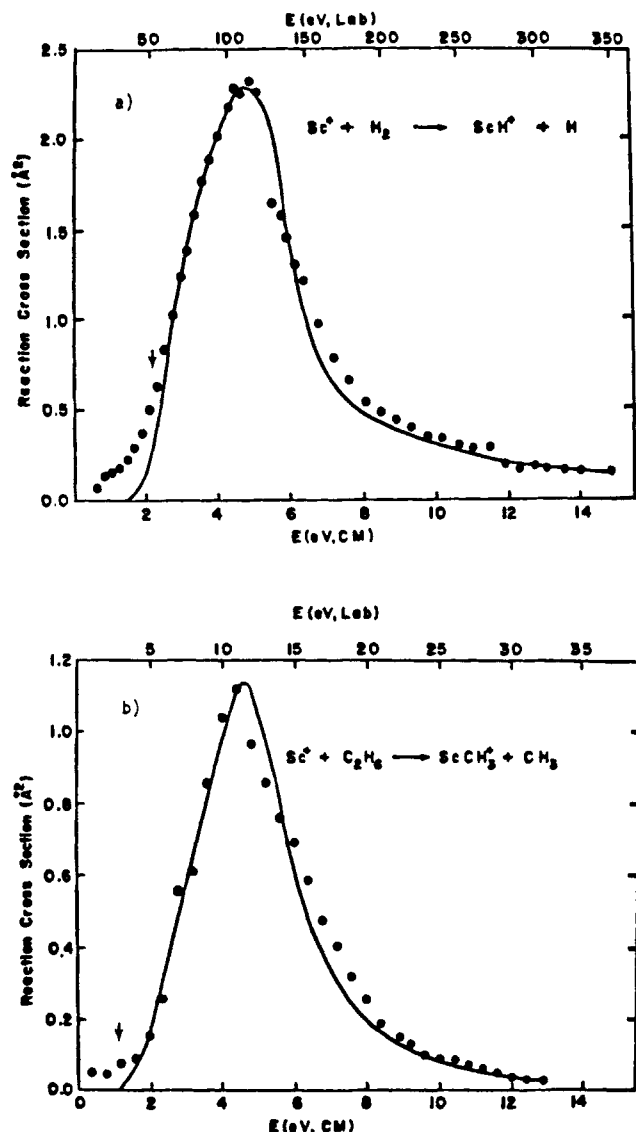 E(eV, Lab)
0 50 100 150 200 250 300 350
a)
Sc⁺ + H₂ ⟶ ScH⁺ + H
Reaction Cross Section (Å²)
2.5
2.0
1.5
1.0
0.5
0.0
2 4 6 8 10 12 14
E(eV,CM)
E(eV, Lab)
0 5 10 15 20 25 30 35
b)
Sc⁺ + C₂H₆ ⟶ ScCH₃⁺ + CH₃
Reaction Cross Section (Å²)
1.2
1.0
0.8
0.6
0.4
0.2
0.0
0 2 4 6 8 10 12 14
E(eV, CM)